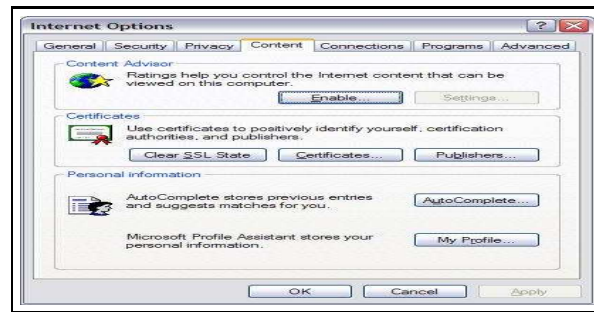 Internet Options
General Security Privacy Content Connections Programs Advanced
Content Advisor
Ratings help you control the Internet content that can be
viewed on this computer.
Enable... Settings...
Certificates
Use certificates to positively identify yourself, certification
authorities, and publishers.
Clear SSL State Certificates... Publishers...
Personal information
AutoComplete stores previous entries
and suggests matches for you.
AutoComplete...
Microsoft Profile Assistant stores your
personal information.
My Profile...
OK Cancel Apply